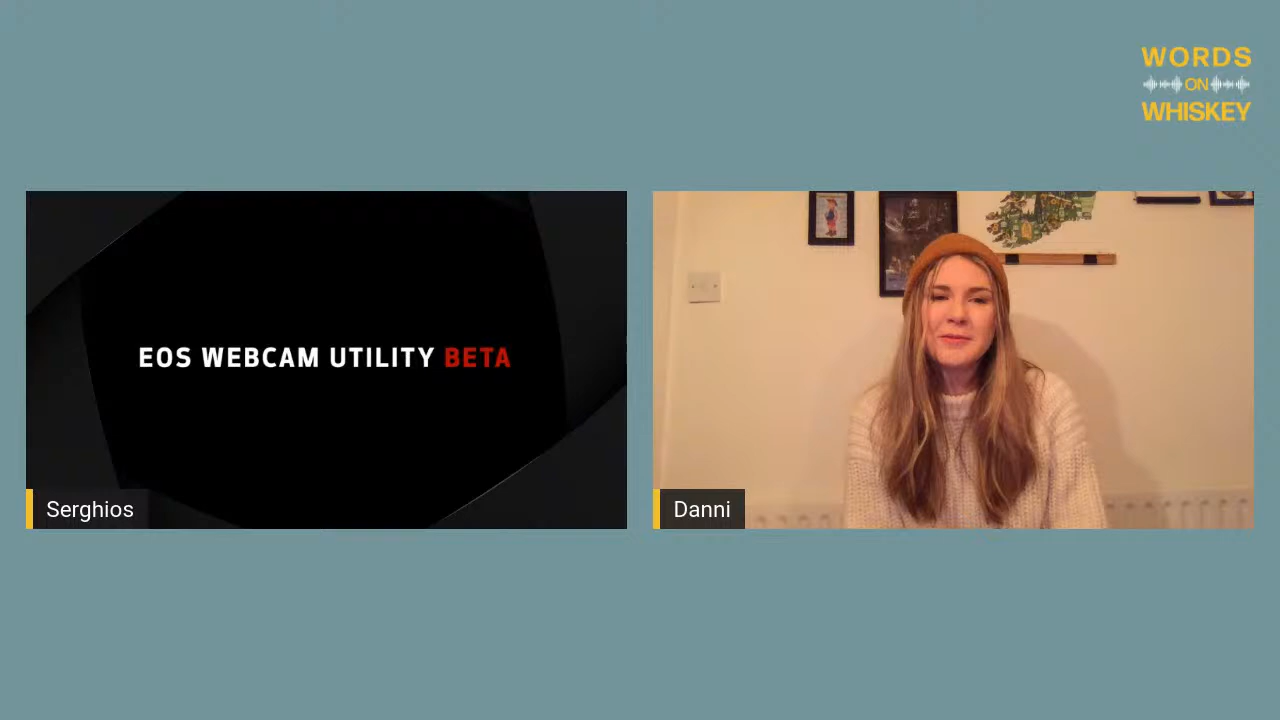 WORDS
ON
WHISKEY
EOS WEBCAM UTILITY BETA
Serghios
Danni